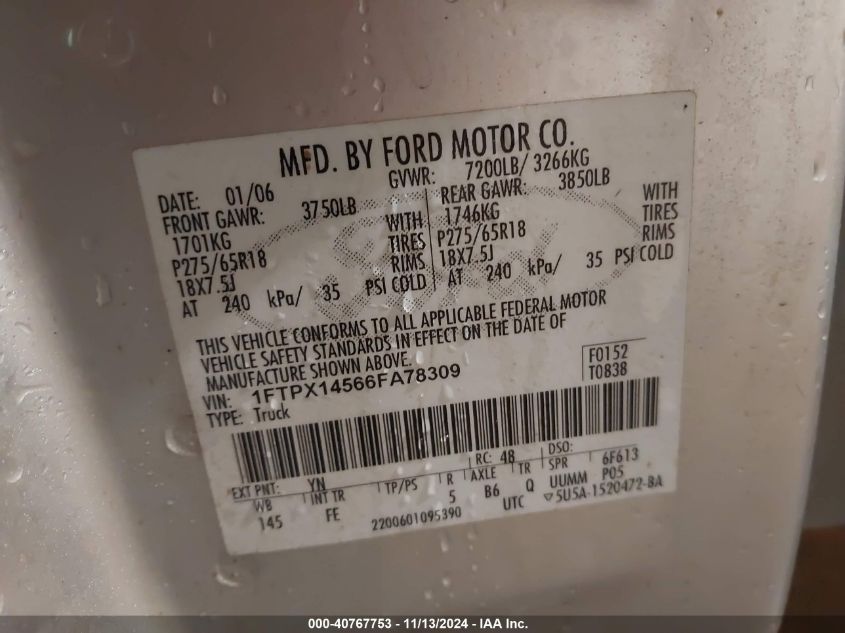 MFD. BY FORD MOTOR CO.
DATE: 01/06 GVWR: 7200LB/ 3266KG
FRONT GAWR: 3750LB REAR GAWR: 3850LB
1701KG WITH 1746KG WITH
P275/65R18 TIRES P275/65R18 TIRES
18X7.5J RIMS 18X7.5J RIMS
AT 240 kPa/ 35 PSI COLD AT 240 kPa/ 35 PSI COLD
THIS VEHICLE CONFORMS TO ALL APPLICABLE FEDERAL MOTOR
VEHICLE SAFETY STANDARDS IN EFFECT ON THE DATE OF
MANUFACTURE SHOWN ABOVE.
VIN: 1FTPX14566FA78309 F0152
TYPE: Truck T0838
EXT PNT: YN RC: 48 DSO: 6F613
WB INT TR TP/PS R AXLE TR SPR P05
145 FE 5 B6 Q UUMM
2200601095390 UTC ▽5U5A-1520472-BA
Ford
000-40767753 - 11/13/2024 - IAA Inc.